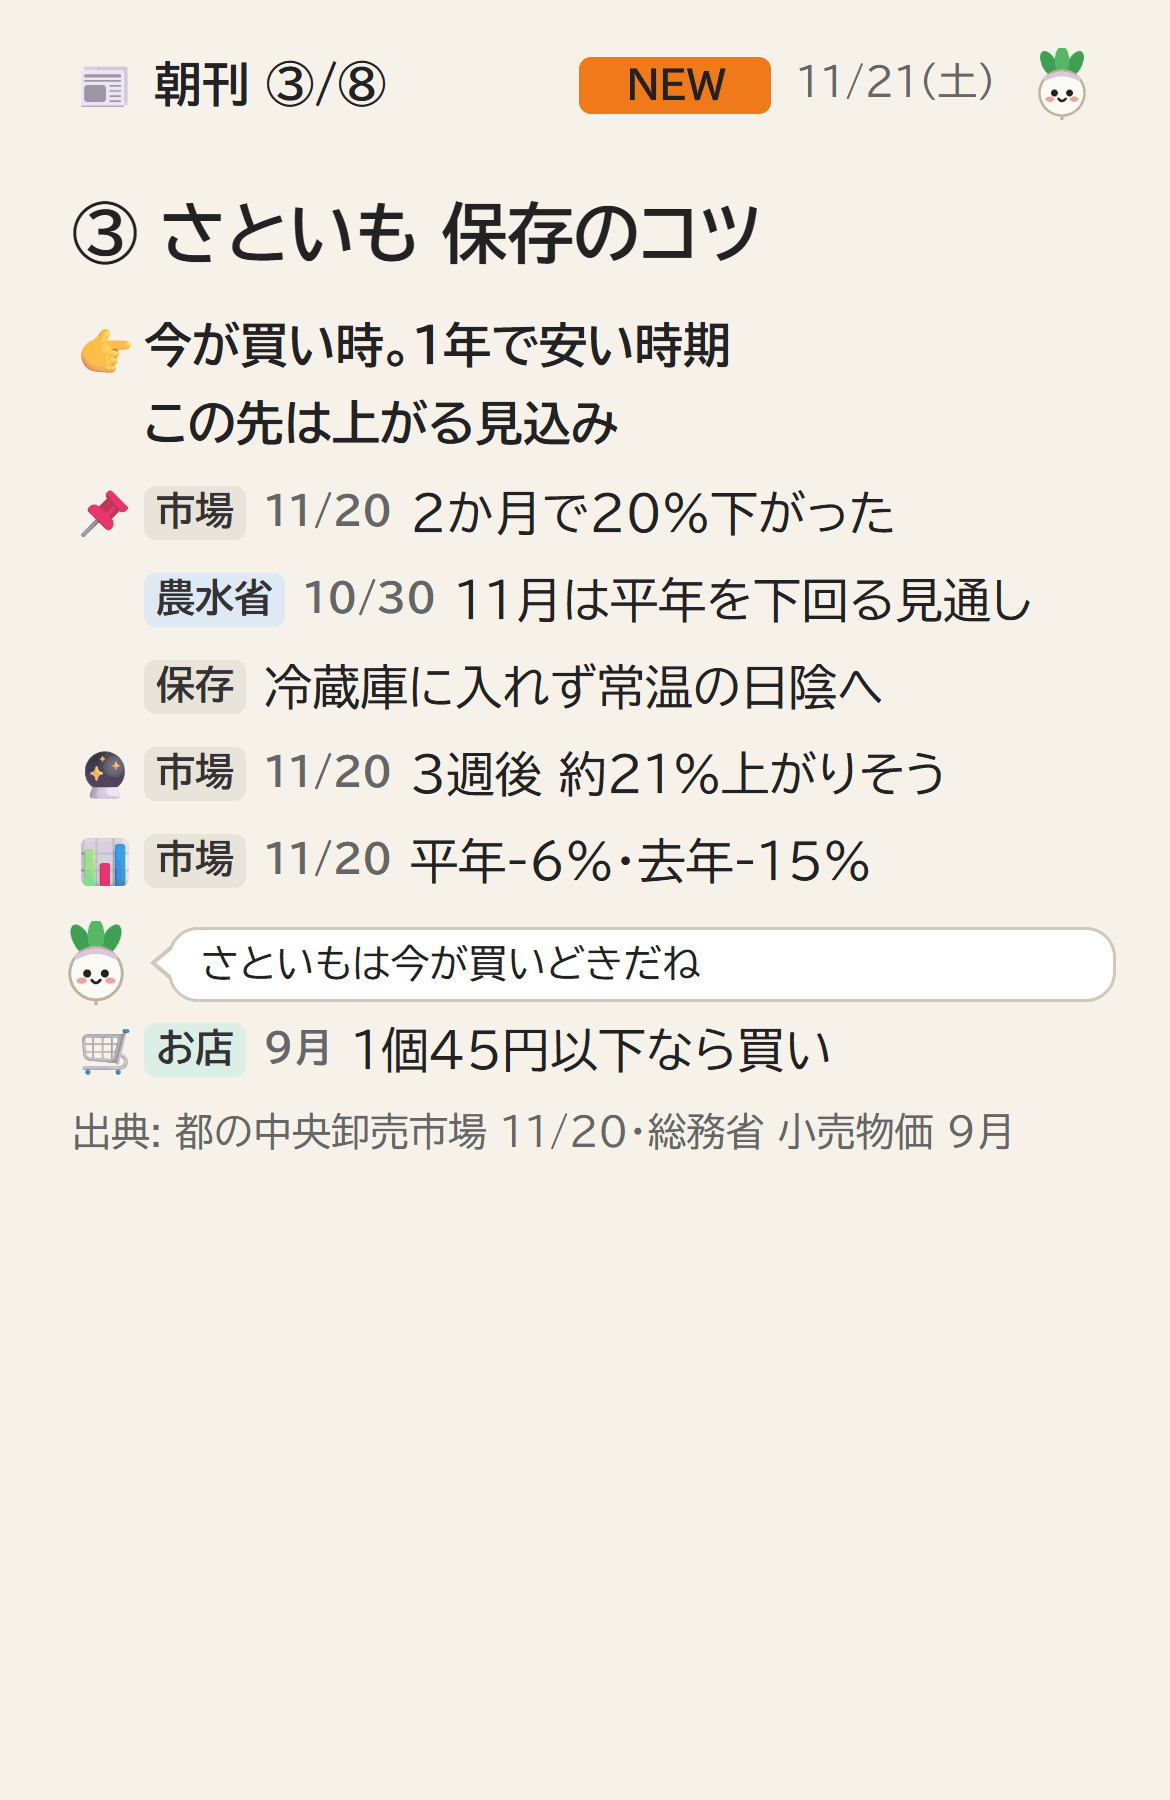 朝刊 ③/⑧ NEW 11/21(土)
③ さといも 保存のコツ
今が買い時。1年で安い時期
この先は上がる見込み
市場 11/20 2か月で20%下がった
農水省 10/30 11月は平年を下回る見通し
保存 冷蔵庫に入れず常温の日陰へ
市場 11/20 3週後 約21%上がりそう
市場 11/20 平年-6%・去年-15%
さといもは今が買いどきだね
お店 9月 1個45円以下なら買い
出典: 都の中央卸売市場 11/20・総務省 小売物価 9月